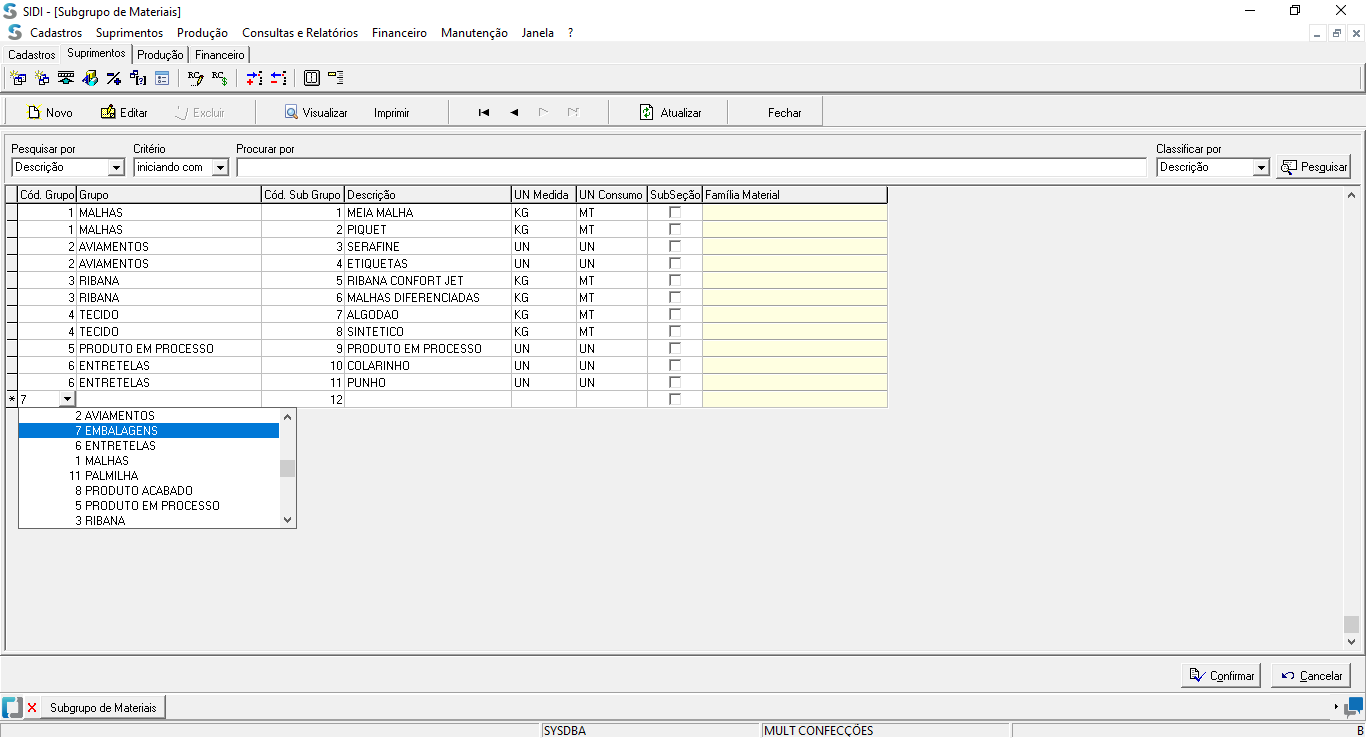 SIDI - [Subgrupo de Materiais]
Cadastros Suprimentos Produção Consultas e Relatórios Financeiro Manutenção Janela ?
Cadastros Suprimentos Produção Financeiro
Novo Editar Excluir Visualizar Imprimir Atualizar Fechar
Pesquisar por Critério Procurar por Classificar por
Descrição iniciando com Descrição Pesquisar
Cód. Grupo Grupo Cód. Sub Grupo Descrição UN Medida UN Consumo SubSeção Família Material
1 MALHAS 1 MEIA MALHA KG MT
1 MALHAS 2 PIQUET KG MT
2 AVIAMENTOS 3 SERAFINE UN UN
2 AVIAMENTOS 4 ETIQUETAS UN UN
3 RIBANA 5 RIBANA CONFORT JET KG MT
3 RIBANA 6 MALHAS DIFERENCIADAS KG MT
4 TECIDO 7 ALGODAO KG MT
4 TECIDO 8 SINTETICO KG MT
5 PRODUTO EM PROCESSO 9 PRODUTO EM PROCESSO UN UN
6 ENTRETELAS 10 COLARINHO UN UN
6 ENTRETELAS 11 PUNHO UN UN
* 7 12
2 AVIAMENTOS
7 EMBALAGENS
6 ENTRETELAS
1 MALHAS
11 PALMILHA
8 PRODUTO ACABADO
5 PRODUTO EM PROCESSO
3 RIBANA
Confirmar Cancelar
Subgrupo de Materiais
SYSDBA MULT CONFECÇÕES B